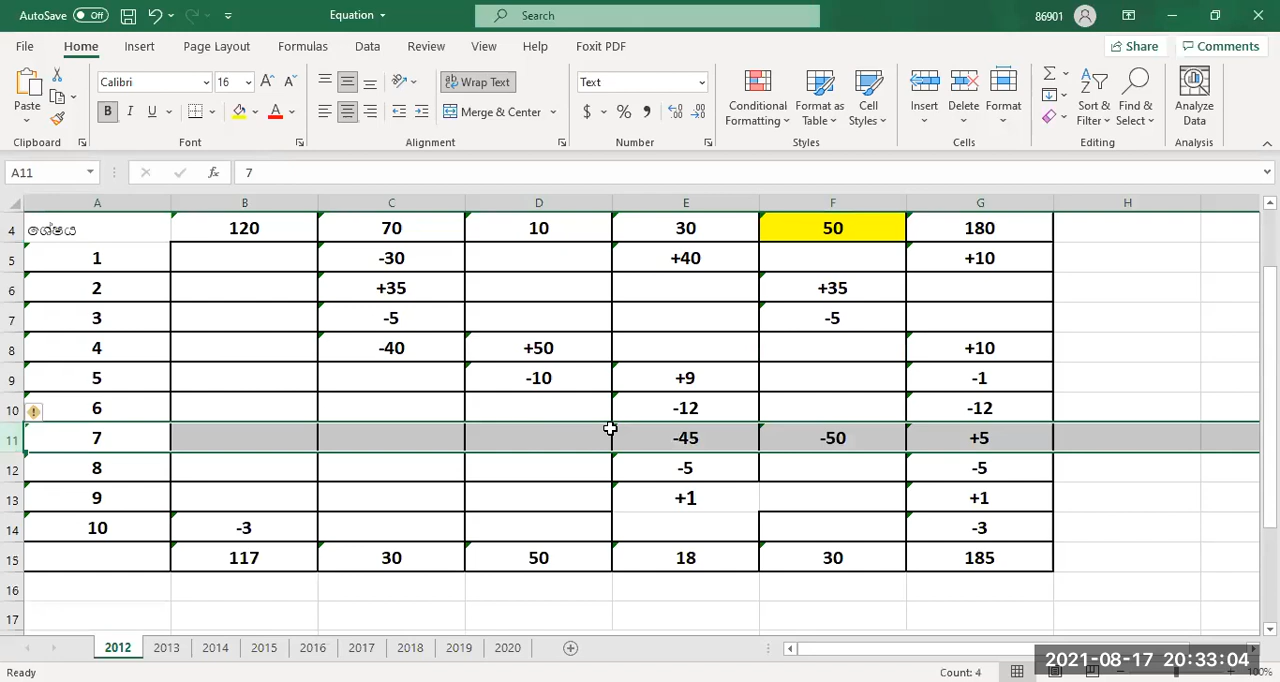 AutoSave Off Equation Search 86901
File Home Insert Page Layout Formulas Data Review View Help Foxit PDF Share Comments
Calibri 16 Wrap Text Text
Paste B I U Merge & Center $ % Conditional Formatting Format as Table Cell Styles Insert Delete Format Sort & Filter Find & Select Analyze Data
Clipboard Font Alignment Number Styles Cells Editing Analysis
A11 fx 7
A B C D E F G H
4 ශේෂය 120 70 10 30 50 180
5 1 -30 +40 +10
6 2 +35 +35
7 3 -5 -5
8 4 -40 +50 +10
9 5 -10 +9 -1
10 6 -12 -12
11 7 -45 -50 +5
12 8 -5 -5
13 9 +1 +1
14 10 -3 -3
15 117 30 50 18 30 185
16
17
2012 2013 2014 2015 2016 2017 2018 2019 2020
2021-08-17 20:33:04
Ready Count: 4 100%